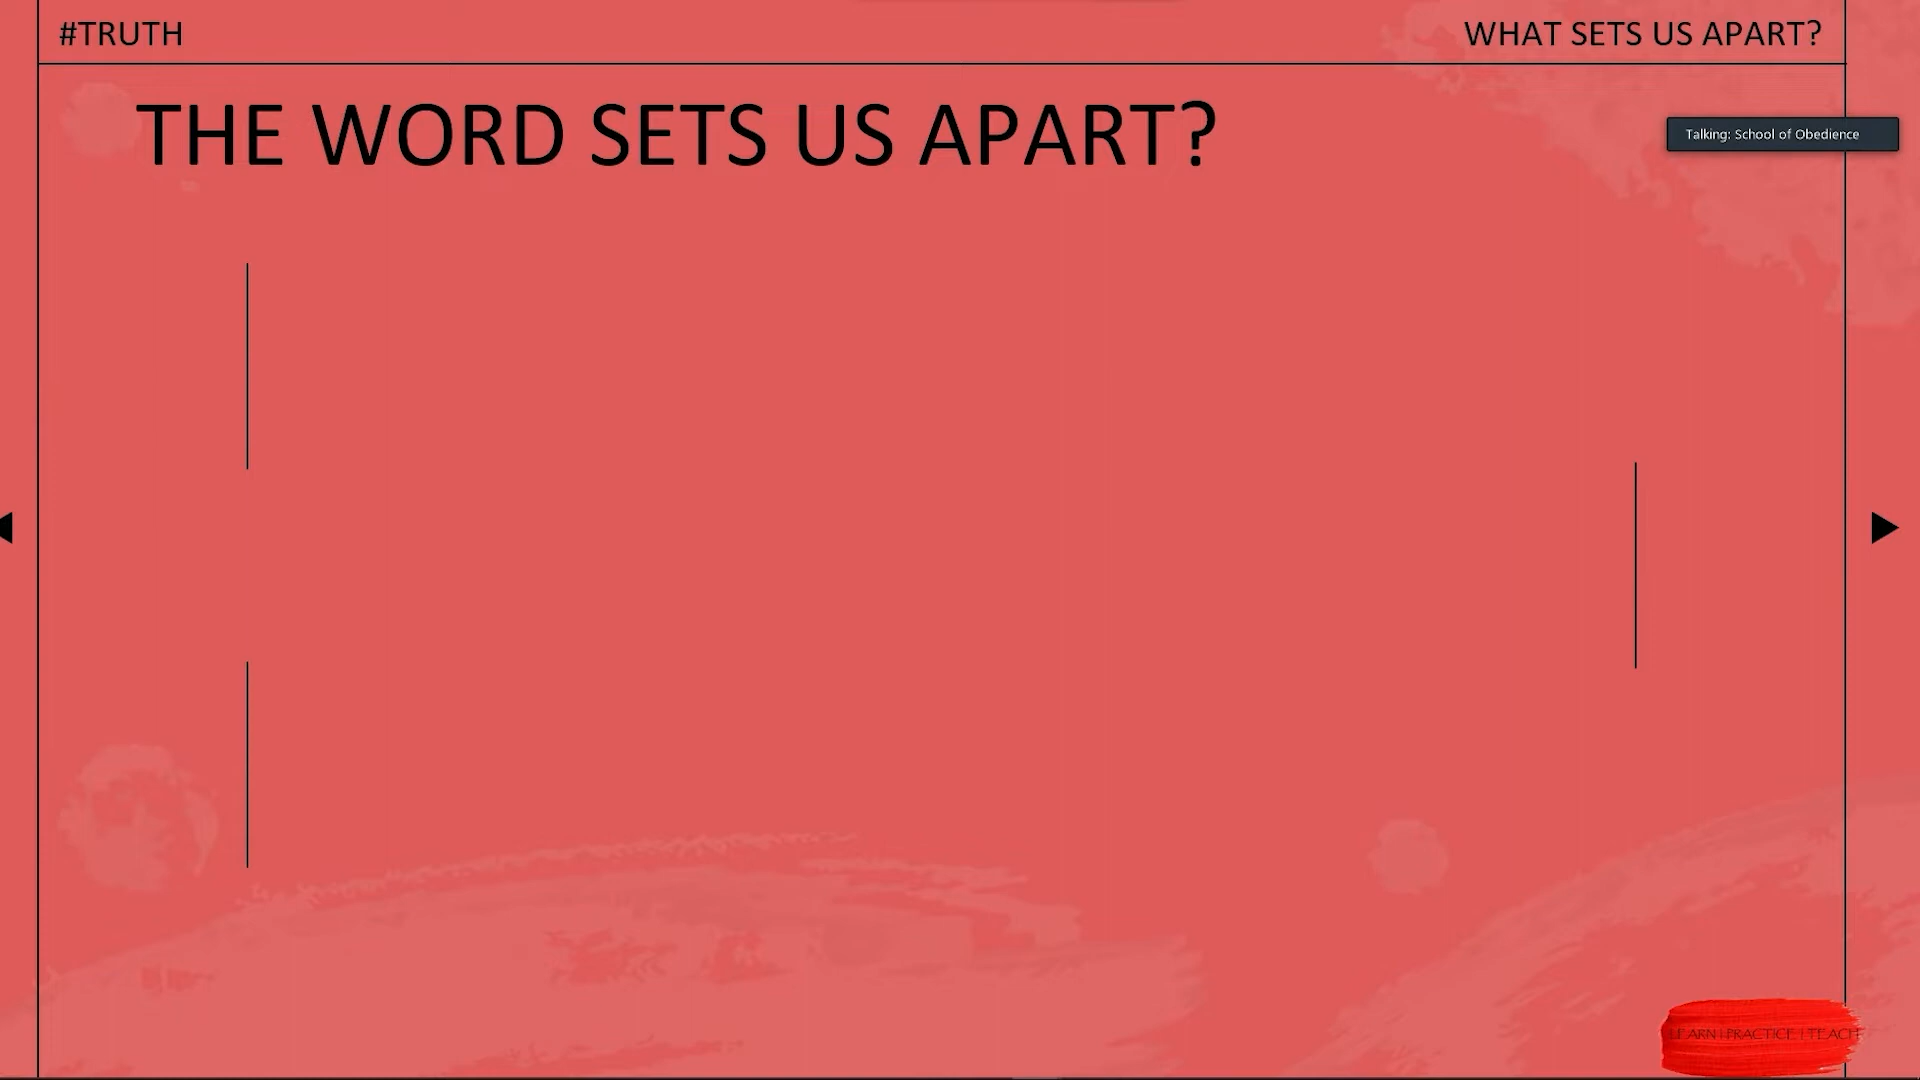 #TRUTH
WHAT SETS US APART?
THE WORD SETS US APART?
Talking: School of Obedience
LEARN | PRACTICE | TEACH